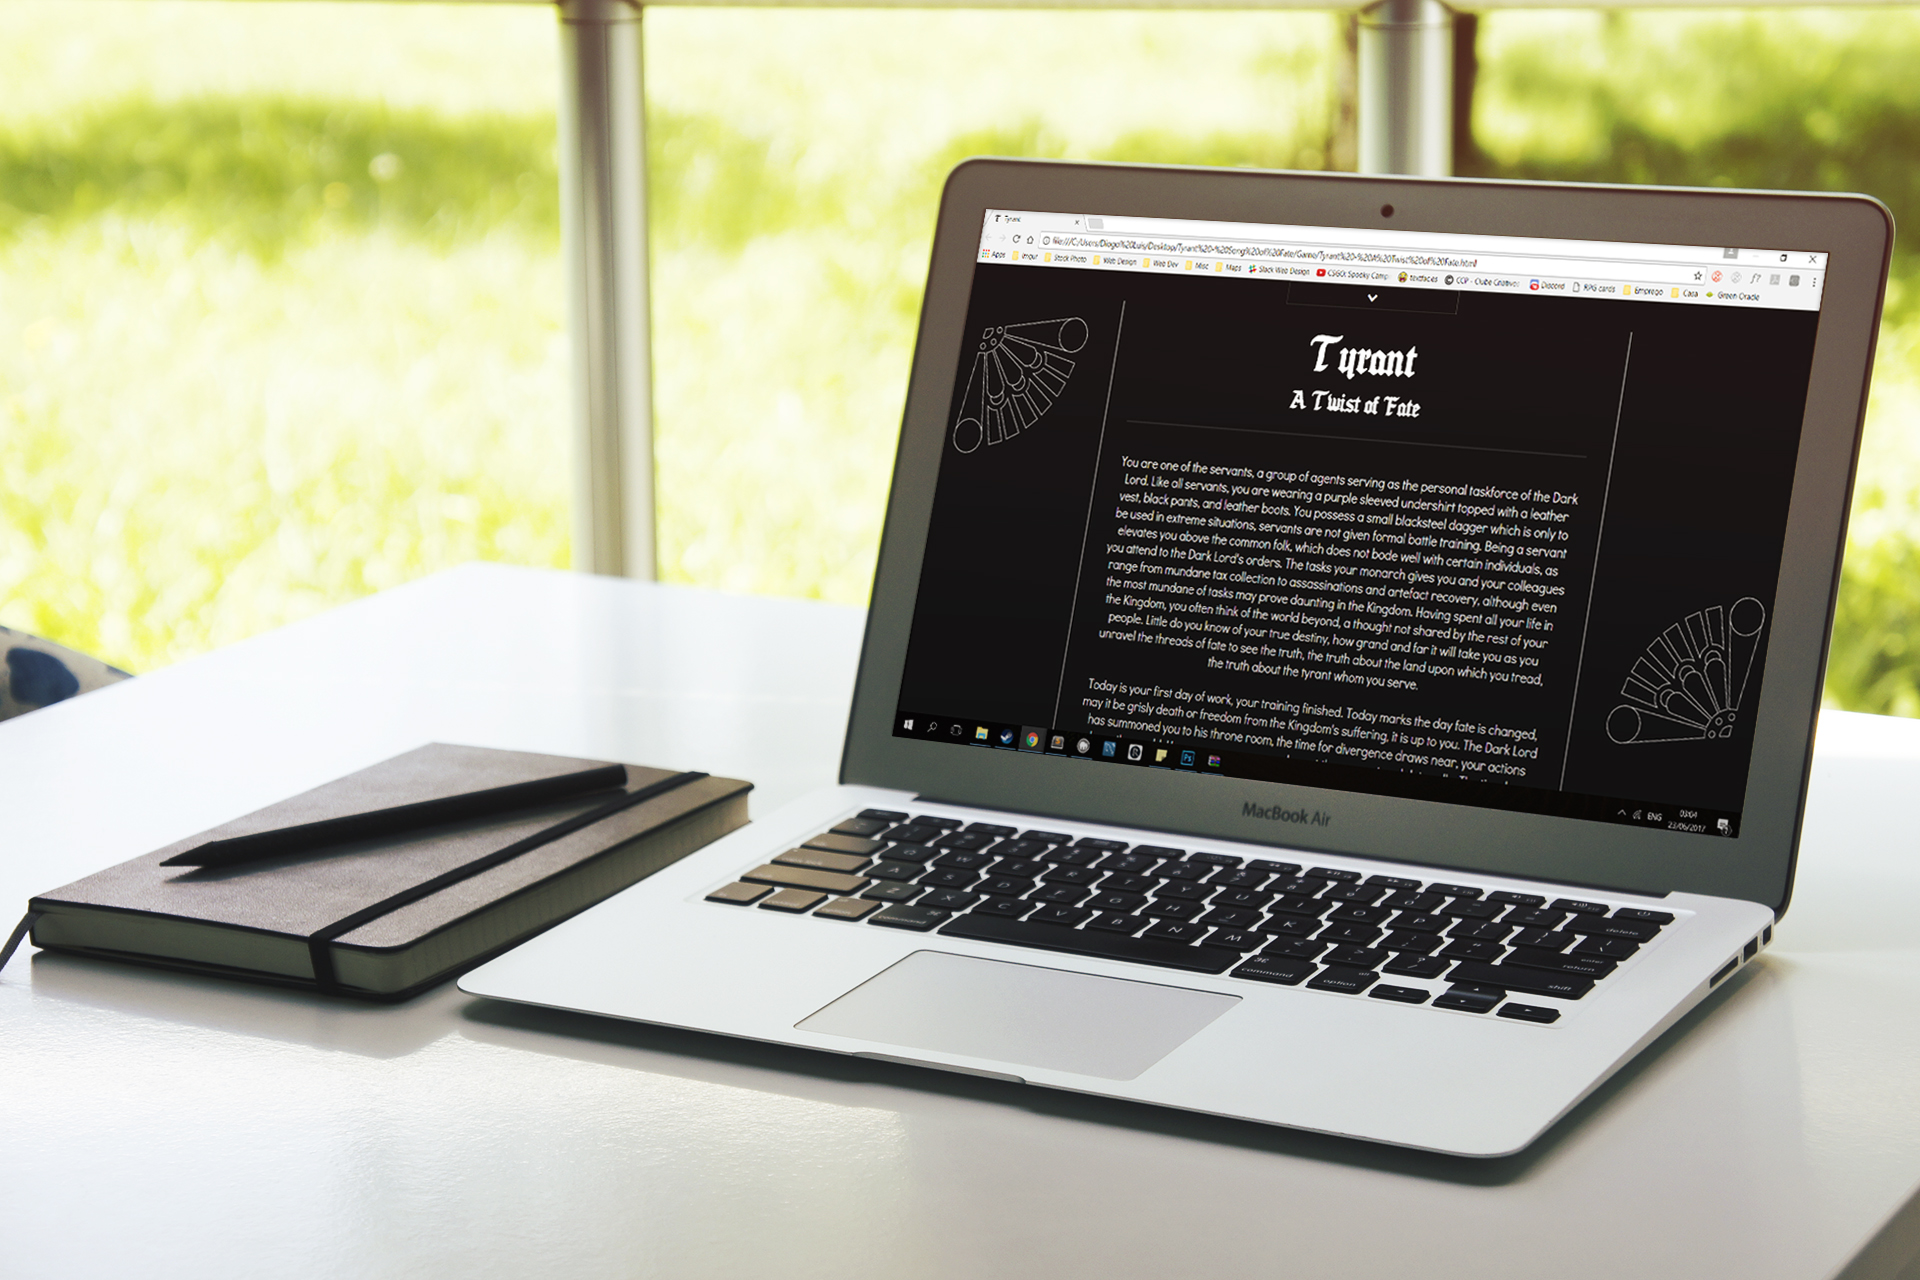 Tyrant
file:///C:/Users/Diogo%20Luis/Desktop/Tyrant%20-%20Song%20of%20Fate/Game/Tyrant%20-%20A%20Twist%20of%20Fate.html
Apps Imgur Stock Photo Web Design Web Dev Misc Maps Slack Web Design CSGO: Spooky Camp textfaces CCP - Clube Criativos Discord RPG cards Emprego Casa Green Oracle
Tyrant
A Twist of Fate
You are one of the servants, a group of agents serving as the personal taskforce of the Dark
Lord. Like all servants, you are wearing a purple sleeved undershirt topped with a leather
vest, black pants, and leather boots. You possess a small blacksteel dagger which is only to
be used in extreme situations, servants are not given formal battle training. Being a servant
elevates you above the common folk, which does not bode well with certain individuals, as
you attend to the Dark Lord's orders. The tasks your monarch gives you and your colleagues
range from mundane tax collection to assassinations and artefact recovery, although even
the most mundane of tasks may prove daunting in the Kingdom. Having spent all your life in
the Kingdom, you often think of the world beyond, a thought not shared by the rest of your
people. Little do you know of your true destiny, how grand and far it will take you as you
unravel the threads of fate to see the truth, the truth about the land upon which you tread,
the truth about the tyrant whom you serve.
Today is your first day of work, your training finished. Today marks the day fate is changed,
may it be grisly death or freedom from the Kingdom's suffering, it is up to you. The Dark Lord
has summoned you to his throne room, the time for divergence draws near, your actions
Ps
ENG
03:04
23/06/2017
MacBook Air
Q W E R T Y U I O P
delete
A S D F G H J K L
enter
return
Z X C V B N M
shift
command
command
option
alt